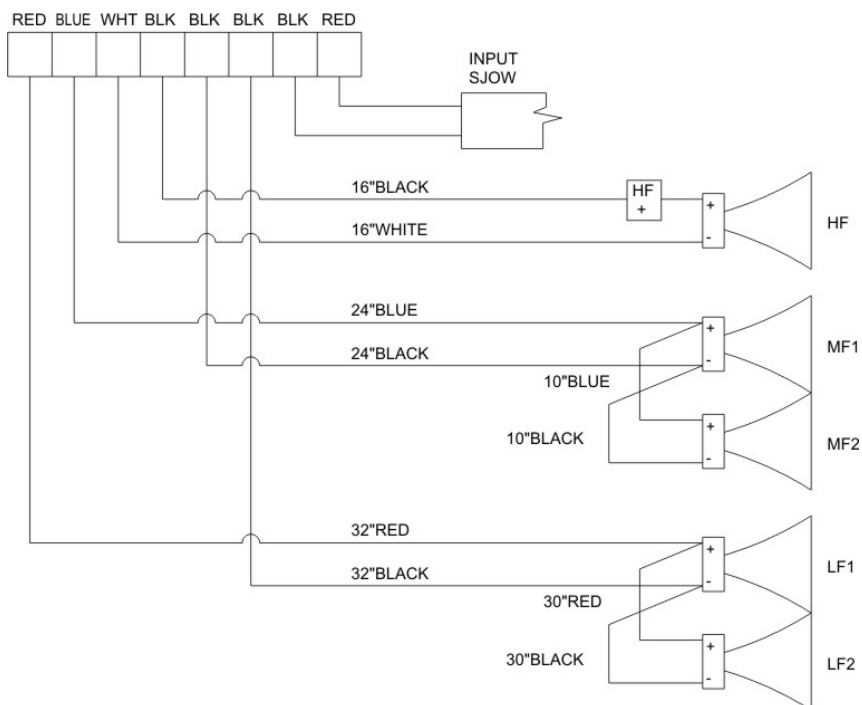 RED BLUE WHT BLK BLK BLK BLK RED
INPUT
SJOW
16"BLACK
HF
+
+
-
HF
16"WHITE
24"BLUE
+
-
MF1
24"BLACK
10"BLUE
10"BLACK
+
-
MF2
32"RED
+
-
LF1
32"BLACK
30"RED
30"BLACK
+
-
LF2